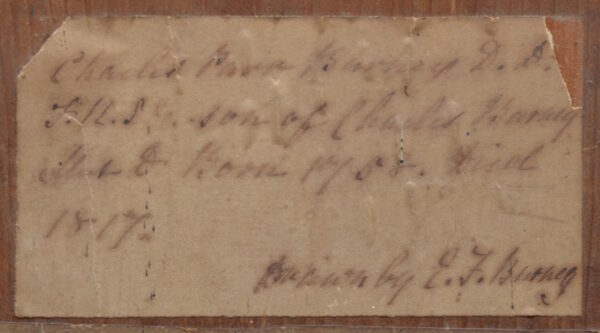 Charles Parr Burney D. D.
F.R.S. son of Charles Burney
Mus D Born 1758. Died
1817.
Drawn by E. F. Burney